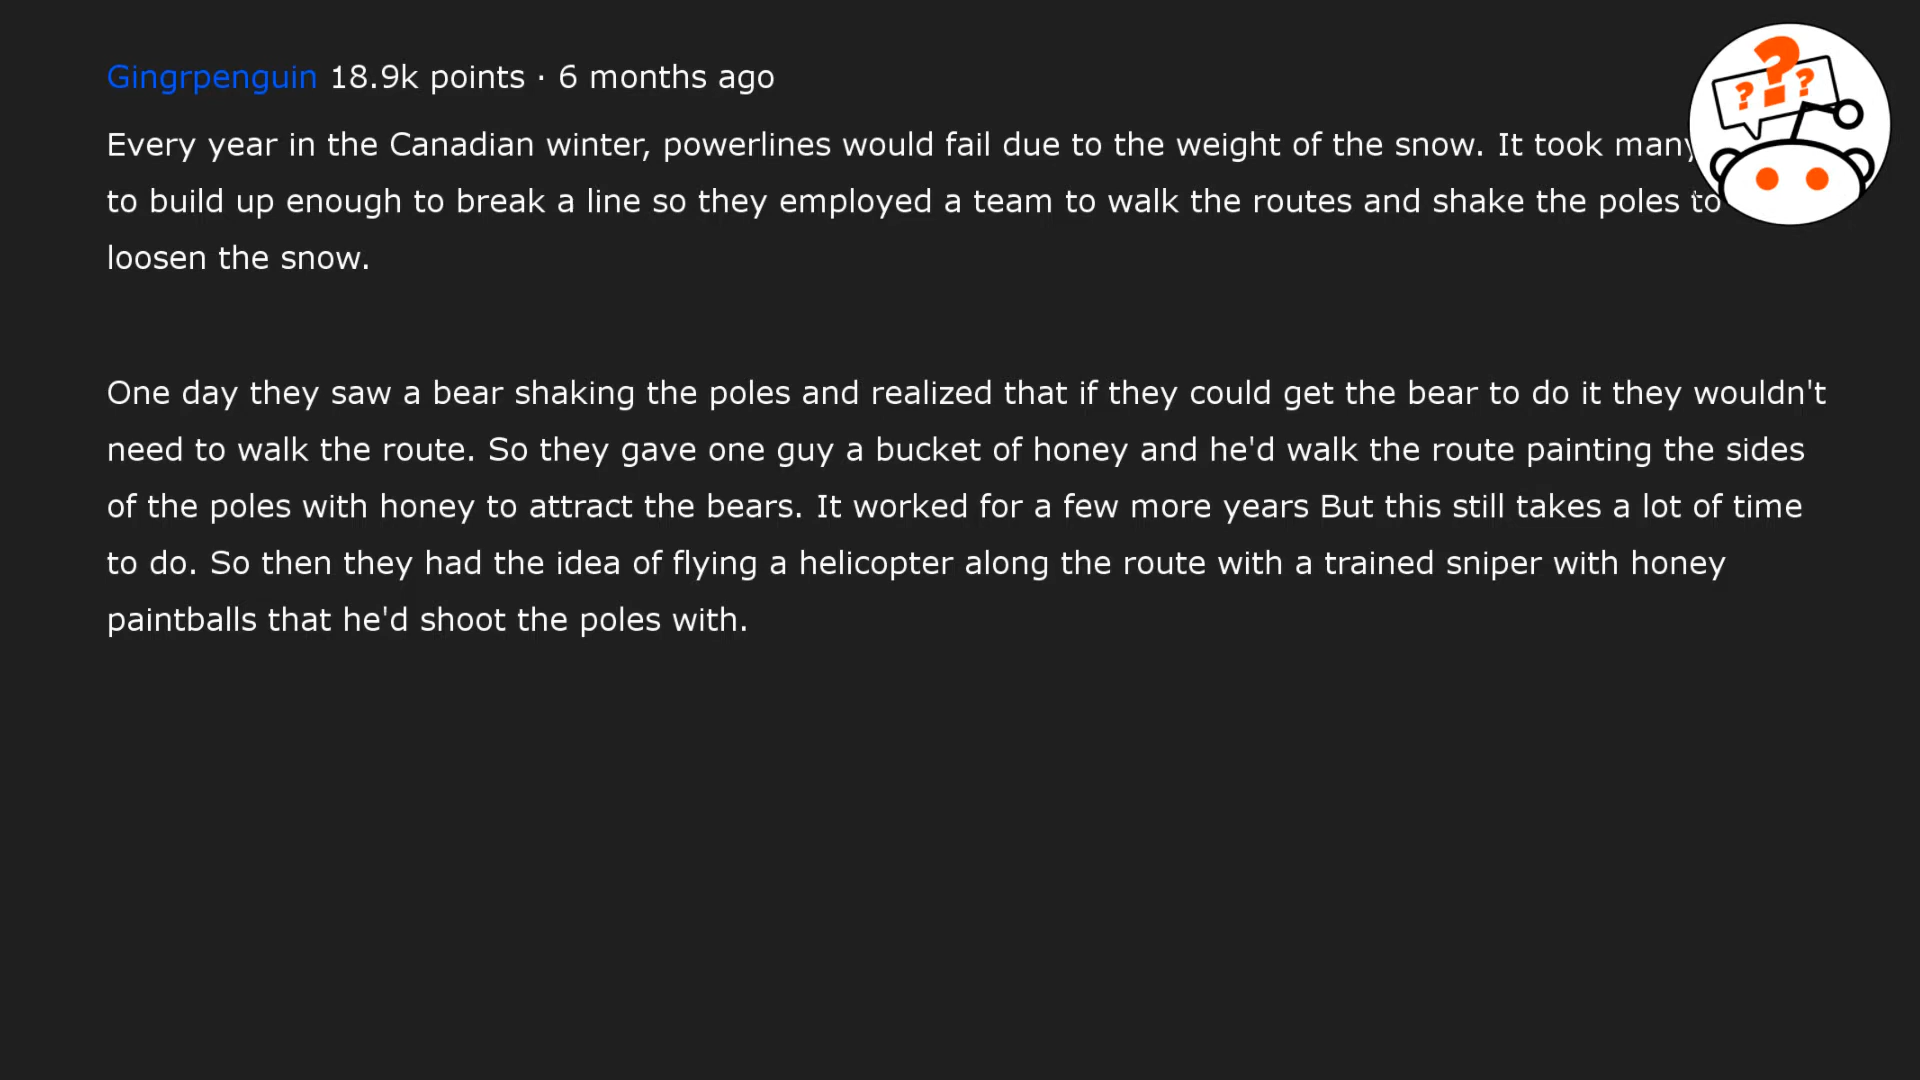 Gingrpenguin 18.9k points · 6 months ago
Every year in the Canadian winter, powerlines would fail due to the weight of the snow. It took many
to build up enough to break a line so they employed a team to walk the routes and shake the poles to
loosen the snow.
One day they saw a bear shaking the poles and realized that if they could get the bear to do it they wouldn't
need to walk the route. So they gave one guy a bucket of honey and he'd walk the route painting the sides
of the poles with honey to attract the bears. It worked for a few more years But this still takes a lot of time
to do. So then they had the idea of flying a helicopter along the route with a trained sniper with honey
paintballs that he'd shoot the poles with.
???